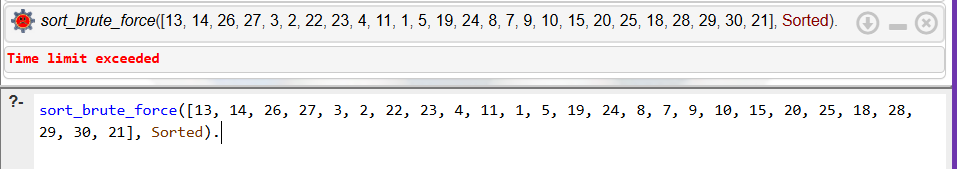 sort_brute_force([13, 14, 26, 27, 3, 2, 22, 23, 4, 11, 1, 5, 19, 24, 8, 7, 9, 10, 15, 20, 25, 18, 28, 29, 30, 21], Sorted).
Time limit exceeded
?- sort_brute_force([13, 14, 26, 27, 3, 2, 22, 23, 4, 11, 1, 5, 19, 24, 8, 7, 9, 10, 15, 20, 25, 18, 28,
29, 30, 21], Sorted).